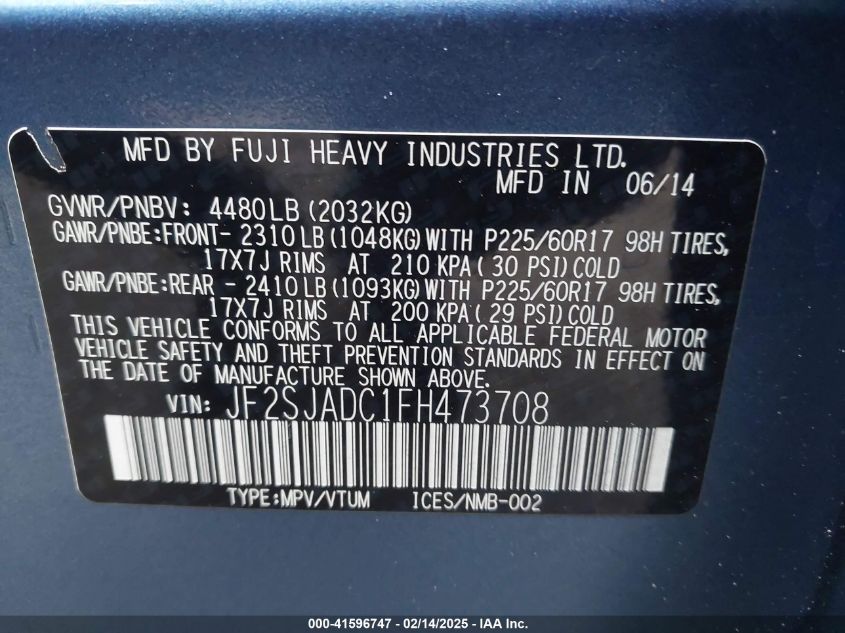 MFD BY FUJI HEAVY INDUSTRIES LTD.
MFD IN 06/14
GVWR/PNBV: 4480LB(2032KG)
GAWR/PNBE:FRONT- 2310LB(1048KG)WITH P225/60R17 98H TIRES,
17X7J RIMS AT 210 KPA(30 PSI)COLD
GAWR/PNBE:REAR - 2410LB(1093KG)WITH P225/60R17 98H TIRES,
17X7J RIMS AT 200 KPA(29 PSI)COLD
THIS VEHICLE CONFORMS TO ALL APPLICABLE FEDERAL MOTOR
VEHICLE SAFETY AND THEFT PREVENTION STANDARDS IN EFFECT ON
THE DATE OF MANUFACTURE SHOWN ABOVE.
VIN: JF2SJADC1FH473708
TYPE:MPV/VTUM ICES/NMB-002
000-41596747 - 02/14/2025 - IAA Inc.